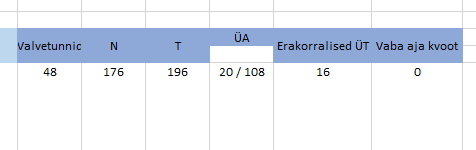 ÜA
Valvetunnid N T Erakorralised ÜT Vaba aja kvoot
48 176 196 20 / 108 16 0